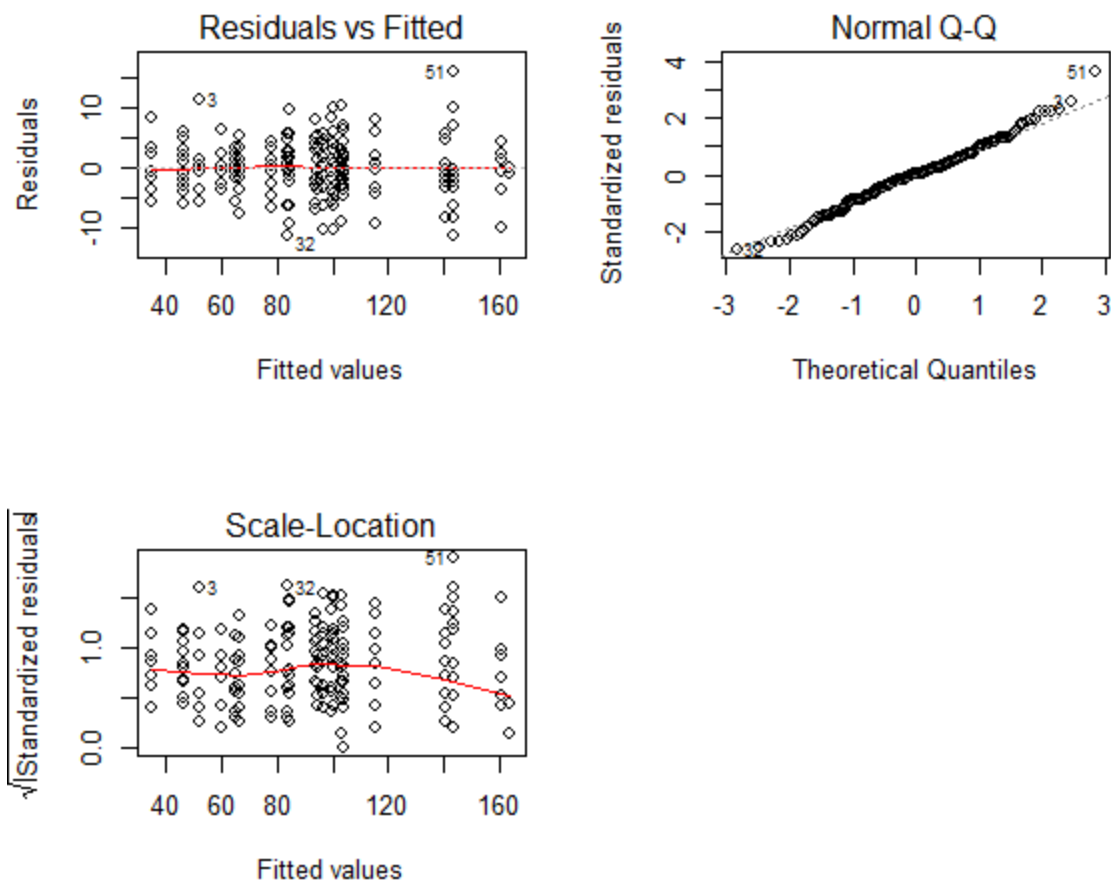 Residuals vs Fitted
Residuals
10
0
-10
51
3
32
40 60 80 120 160
Fitted values
Normal Q-Q
Standardized residuals
4
2
0
-2
51
3
32
-3 -2 -1 0 1 2 3
Theoretical Quantiles
Scale-Location
√|Standardized residuals|
1.0
0.0
51
3
32
40 60 80 120 160
Fitted values